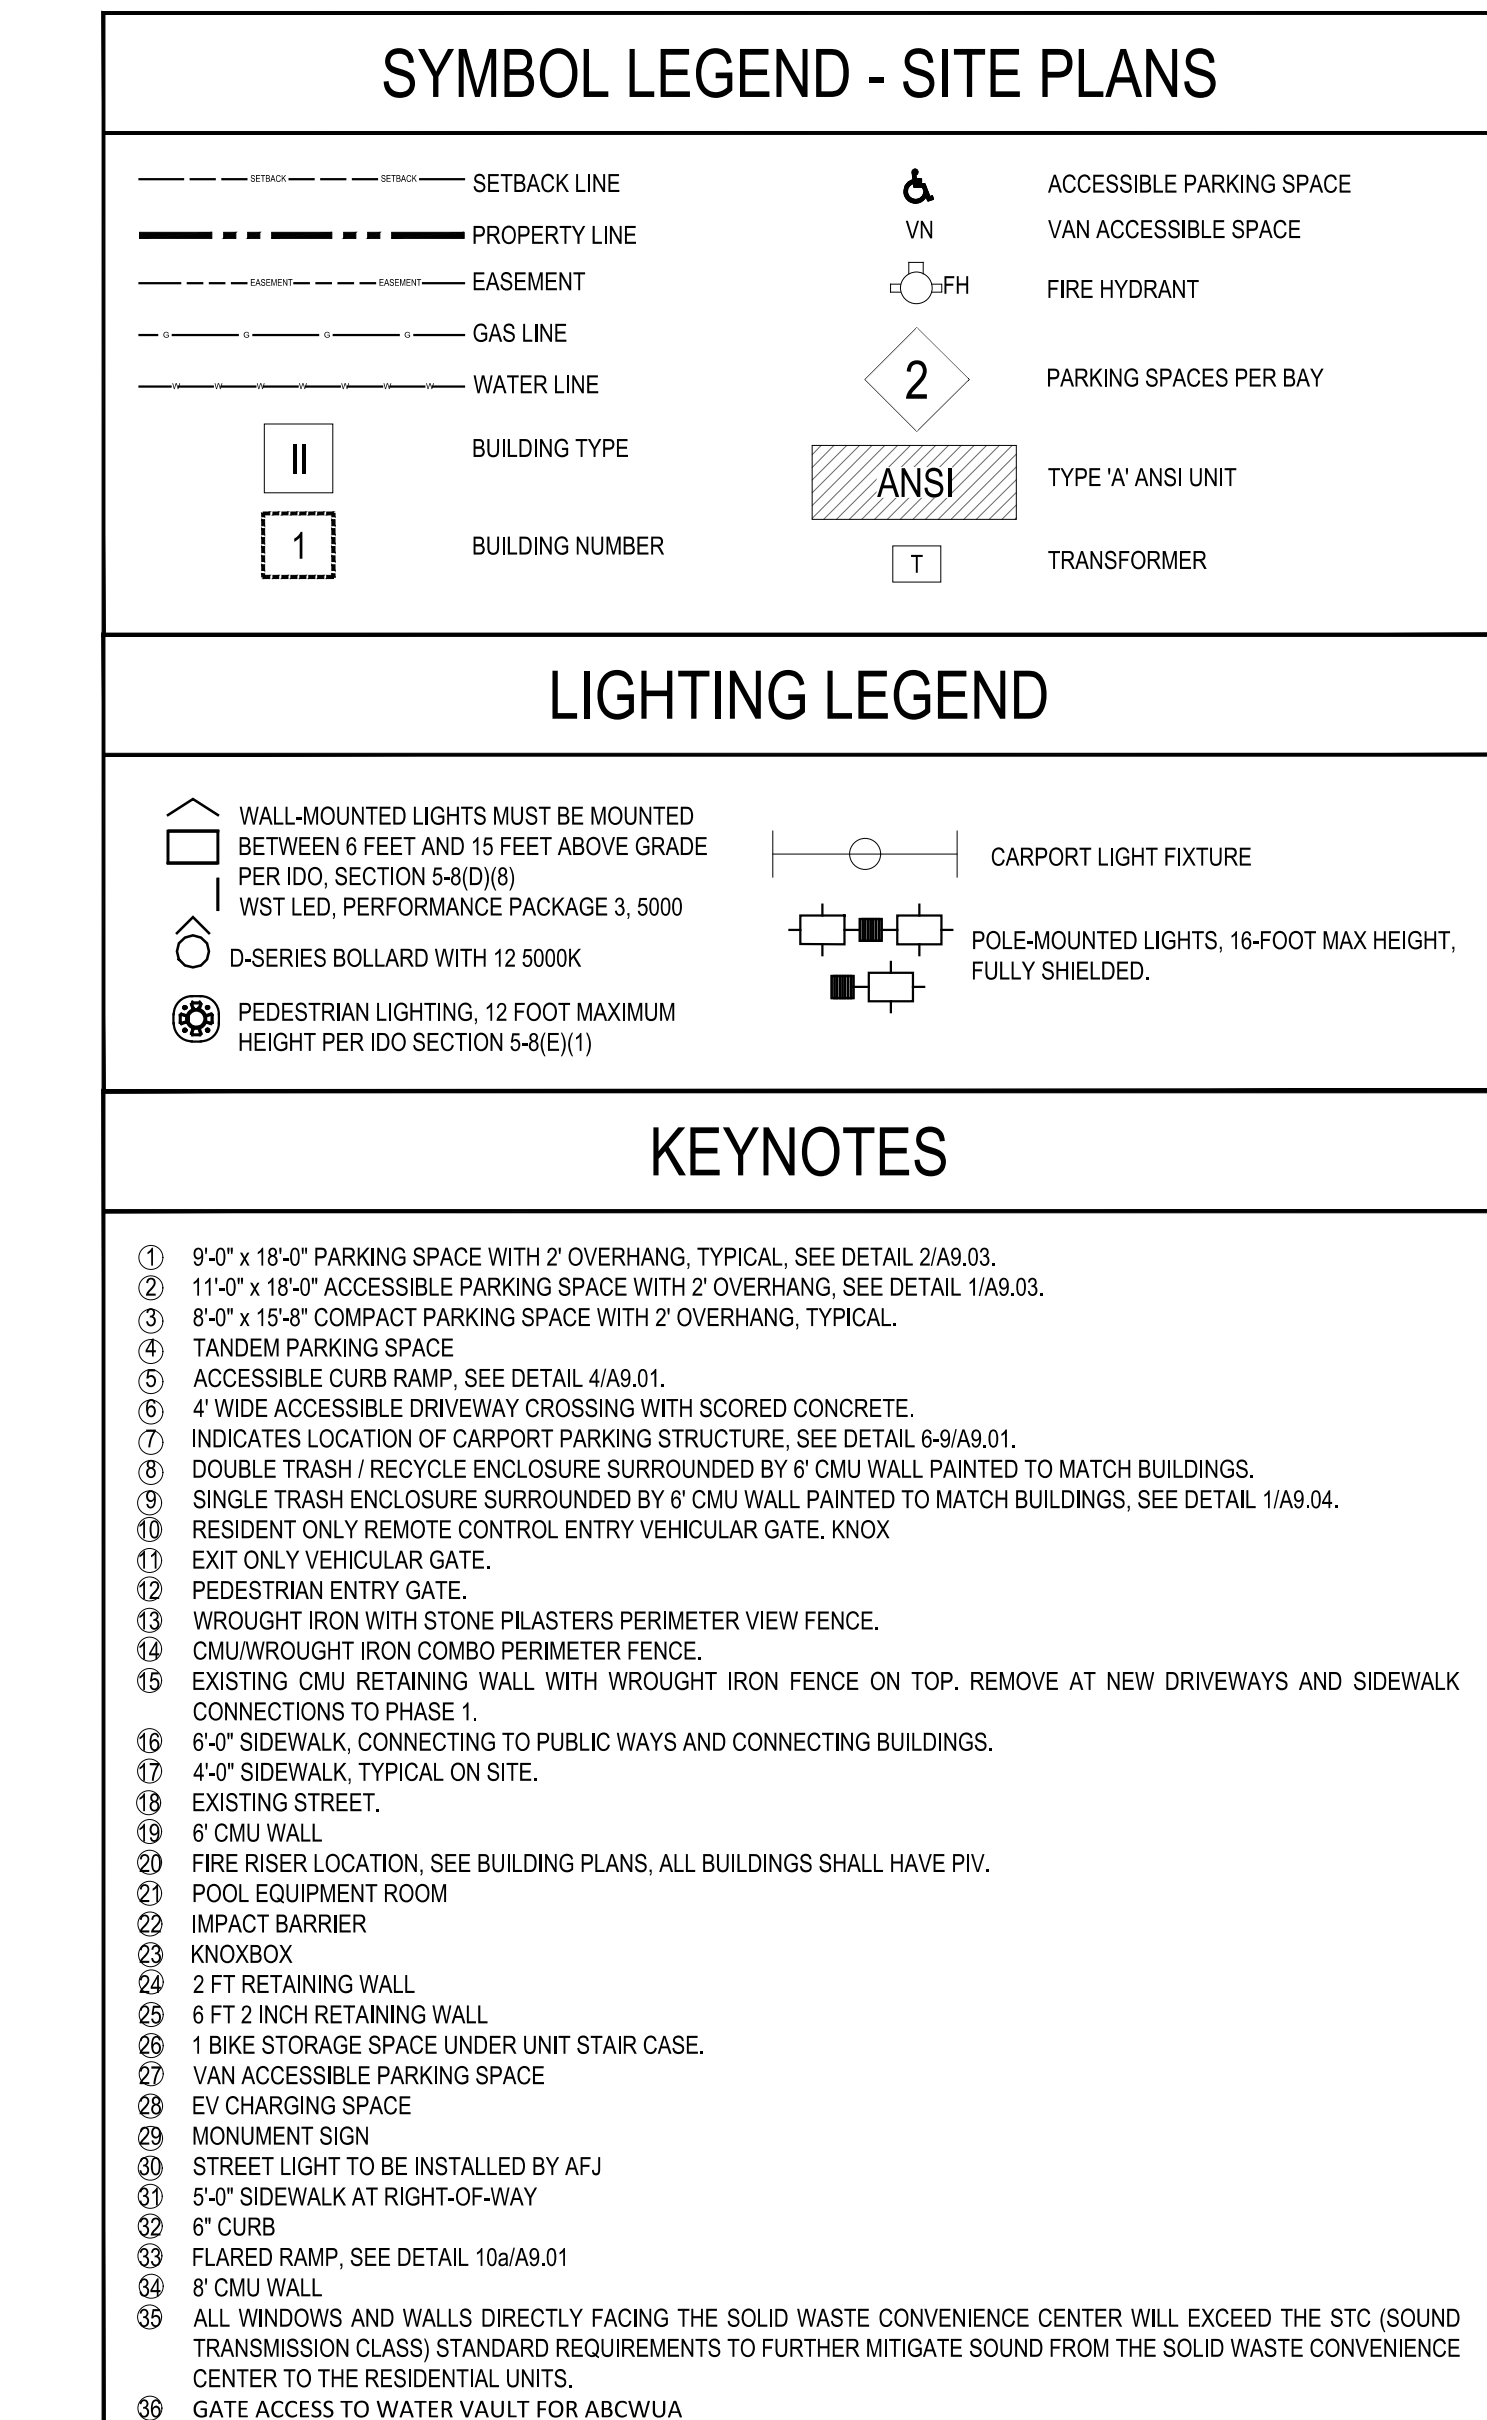 SYMBOL LEGEND - SITE PLANS
SETBACK SETBACK SETBACK LINE
PROPERTY LINE
EASEMENT EASEMENT EASEMENT
G G G G GAS LINE
W W W W W W W WATER LINE
II BUILDING TYPE
1 BUILDING NUMBER
ACCESSIBLE PARKING SPACE
VN VAN ACCESSIBLE SPACE
FH FIRE HYDRANT
2 PARKING SPACES PER BAY
ANSI TYPE 'A' ANSI UNIT
T TRANSFORMER
LIGHTING LEGEND
WALL-MOUNTED LIGHTS MUST BE MOUNTED
BETWEEN 6 FEET AND 15 FEET ABOVE GRADE
PER IDO, SECTION 5-8(D)(8)
WST LED, PERFORMANCE PACKAGE 3, 5000
D-SERIES BOLLARD WITH 12 5000K
PEDESTRIAN LIGHTING, 12 FOOT MAXIMUM
HEIGHT PER IDO SECTION 5-8(E)(1)
CARPORT LIGHT FIXTURE
POLE-MOUNTED LIGHTS, 16-FOOT MAX HEIGHT,
FULLY SHIELDED.
KEYNOTES
1 9'-0" x 18'-0" PARKING SPACE WITH 2' OVERHANG, TYPICAL, SEE DETAIL 2/A9.03.
2 11'-0" x 18'-0" ACCESSIBLE PARKING SPACE WITH 2' OVERHANG, SEE DETAIL 1/A9.03.
3 8'-0" x 15'-8" COMPACT PARKING SPACE WITH 2' OVERHANG, TYPICAL.
4 TANDEM PARKING SPACE
5 ACCESSIBLE CURB RAMP, SEE DETAIL 4/A9.01.
6 4' WIDE ACCESSIBLE DRIVEWAY CROSSING WITH SCORED CONCRETE.
7 INDICATES LOCATION OF CARPORT PARKING STRUCTURE, SEE DETAIL 6-9/A9.01.
8 DOUBLE TRASH / RECYCLE ENCLOSURE SURROUNDED BY 6' CMU WALL PAINTED TO MATCH BUILDINGS.
9 SINGLE TRASH ENCLOSURE SURROUNDED BY 6' CMU WALL PAINTED TO MATCH BUILDINGS, SEE DETAIL 1/A9.04.
10 RESIDENT ONLY REMOTE CONTROL ENTRY VEHICULAR GATE. KNOX
11 EXIT ONLY VEHICULAR GATE.
12 PEDESTRIAN ENTRY GATE.
13 WROUGHT IRON WITH STONE PILASTERS PERIMETER VIEW FENCE.
14 CMU/WROUGHT IRON COMBO PERIMETER FENCE.
15 EXISTING CMU RETAINING WALL WITH WROUGHT IRON FENCE ON TOP. REMOVE AT NEW DRIVEWAYS AND SIDEWALK
CONNECTIONS TO PHASE 1.
16 6'-0" SIDEWALK, CONNECTING TO PUBLIC WAYS AND CONNECTING BUILDINGS.
17 4'-0" SIDEWALK, TYPICAL ON SITE.
18 EXISTING STREET.
19 6' CMU WALL
20 FIRE RISER LOCATION, SEE BUILDING PLANS, ALL BUILDINGS SHALL HAVE PIV.
21 POOL EQUIPMENT ROOM
22 IMPACT BARRIER
23 KNOXBOX
24 2 FT RETAINING WALL
25 6 FT 2 INCH RETAINING WALL
26 1 BIKE STORAGE SPACE UNDER UNIT STAIR CASE.
27 VAN ACCESSIBLE PARKING SPACE
28 EV CHARGING SPACE
29 MONUMENT SIGN
30 STREET LIGHT TO BE INSTALLED BY AFJ
31 5'-0" SIDEWALK AT RIGHT-OF-WAY
32 6" CURB
33 FLARED RAMP, SEE DETAIL 10a/A9.01
34 8' CMU WALL
35 ALL WINDOWS AND WALLS DIRECTLY FACING THE SOLID WASTE CONVENIENCE CENTER WILL EXCEED THE STC (SOUND
TRANSMISSION CLASS) STANDARD REQUIREMENTS TO FURTHER MITIGATE SOUND FROM THE SOLID WASTE CONVENIENCE
CENTER TO THE RESIDENTIAL UNITS.
36 GATE ACCESS TO WATER VAULT FOR ABCWUA